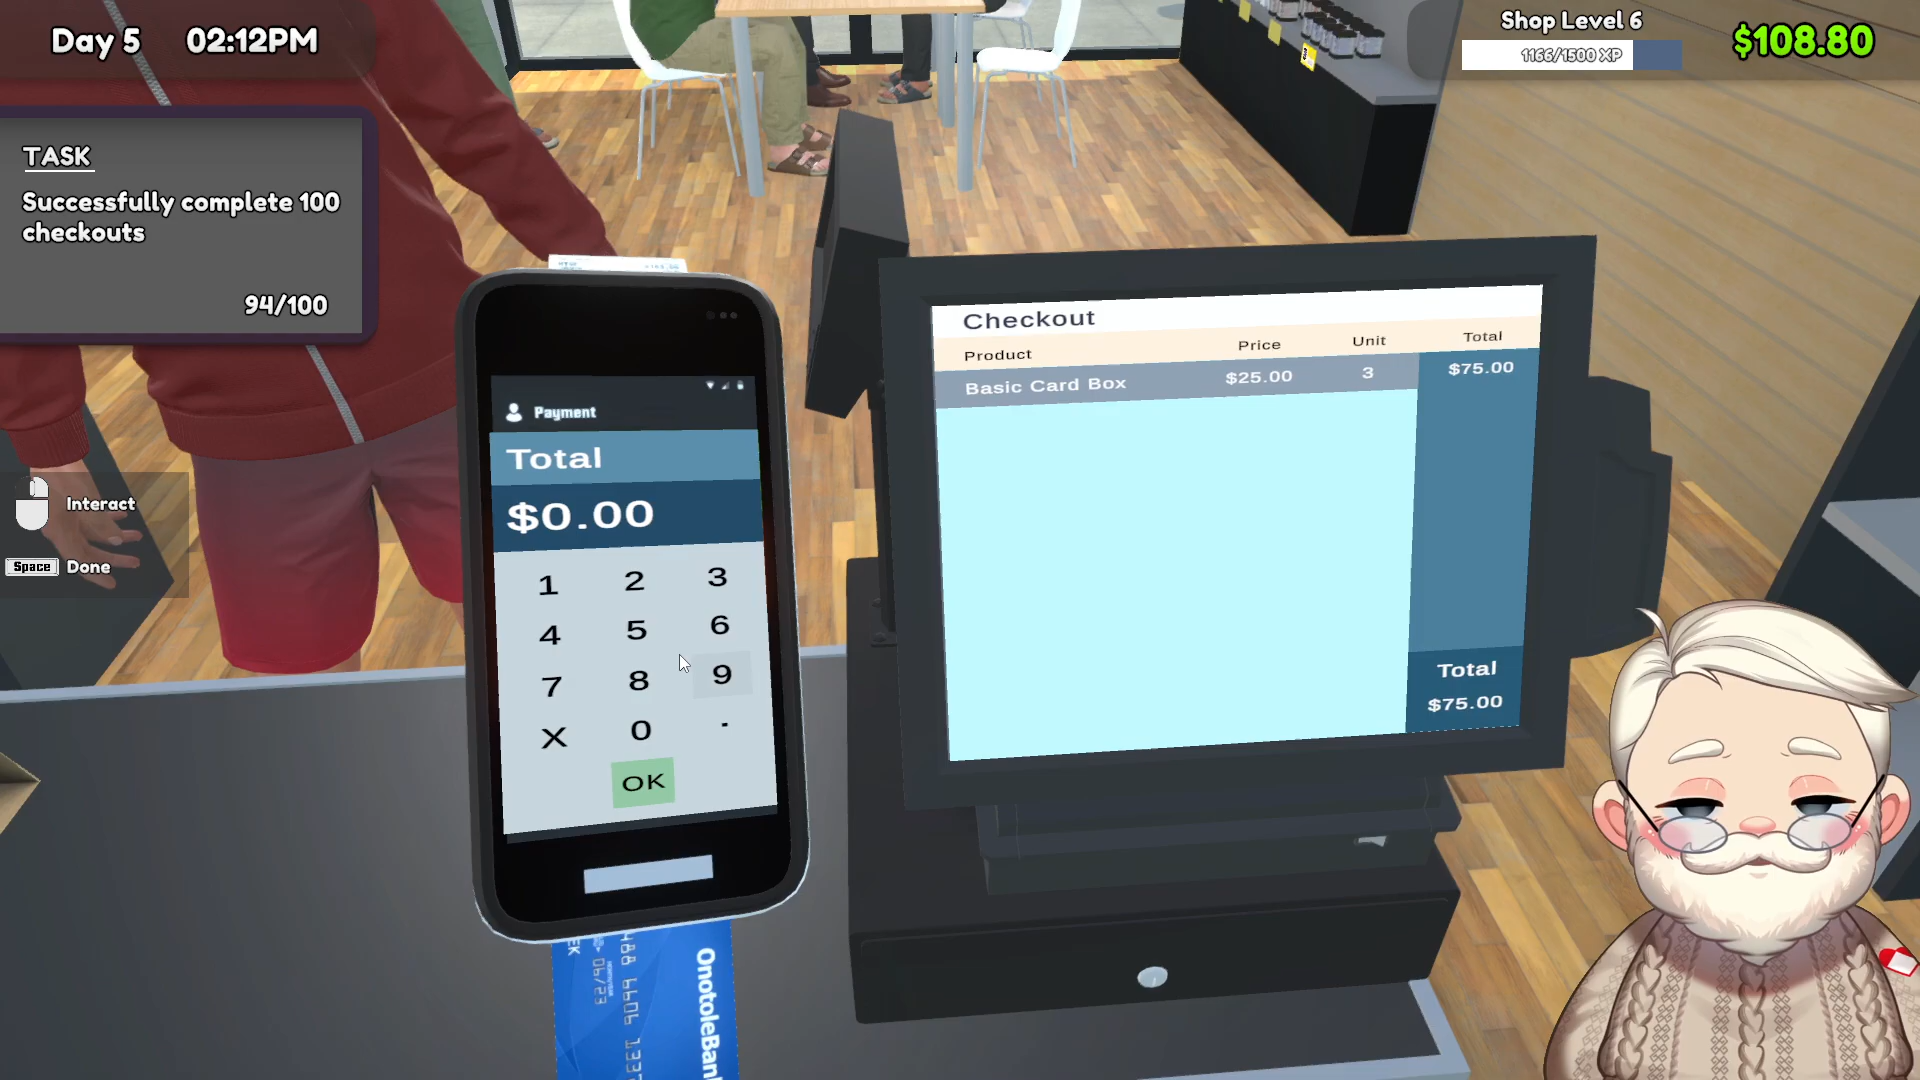 Day 5
02:12PM
Shop Level 6
1166/1500 XP
$108.80
TASK
Successfully complete 100
checkouts
94/100
Interact
Space
Done
Payment
Total
$0.00
1 2 3
4 5 6
7 8 9
X 0 .
OK
Checkout
Product Price Unit Total
Basic Card Box $25.00 3 $75.00
Total
$75.00
OnotoleBank
09/23